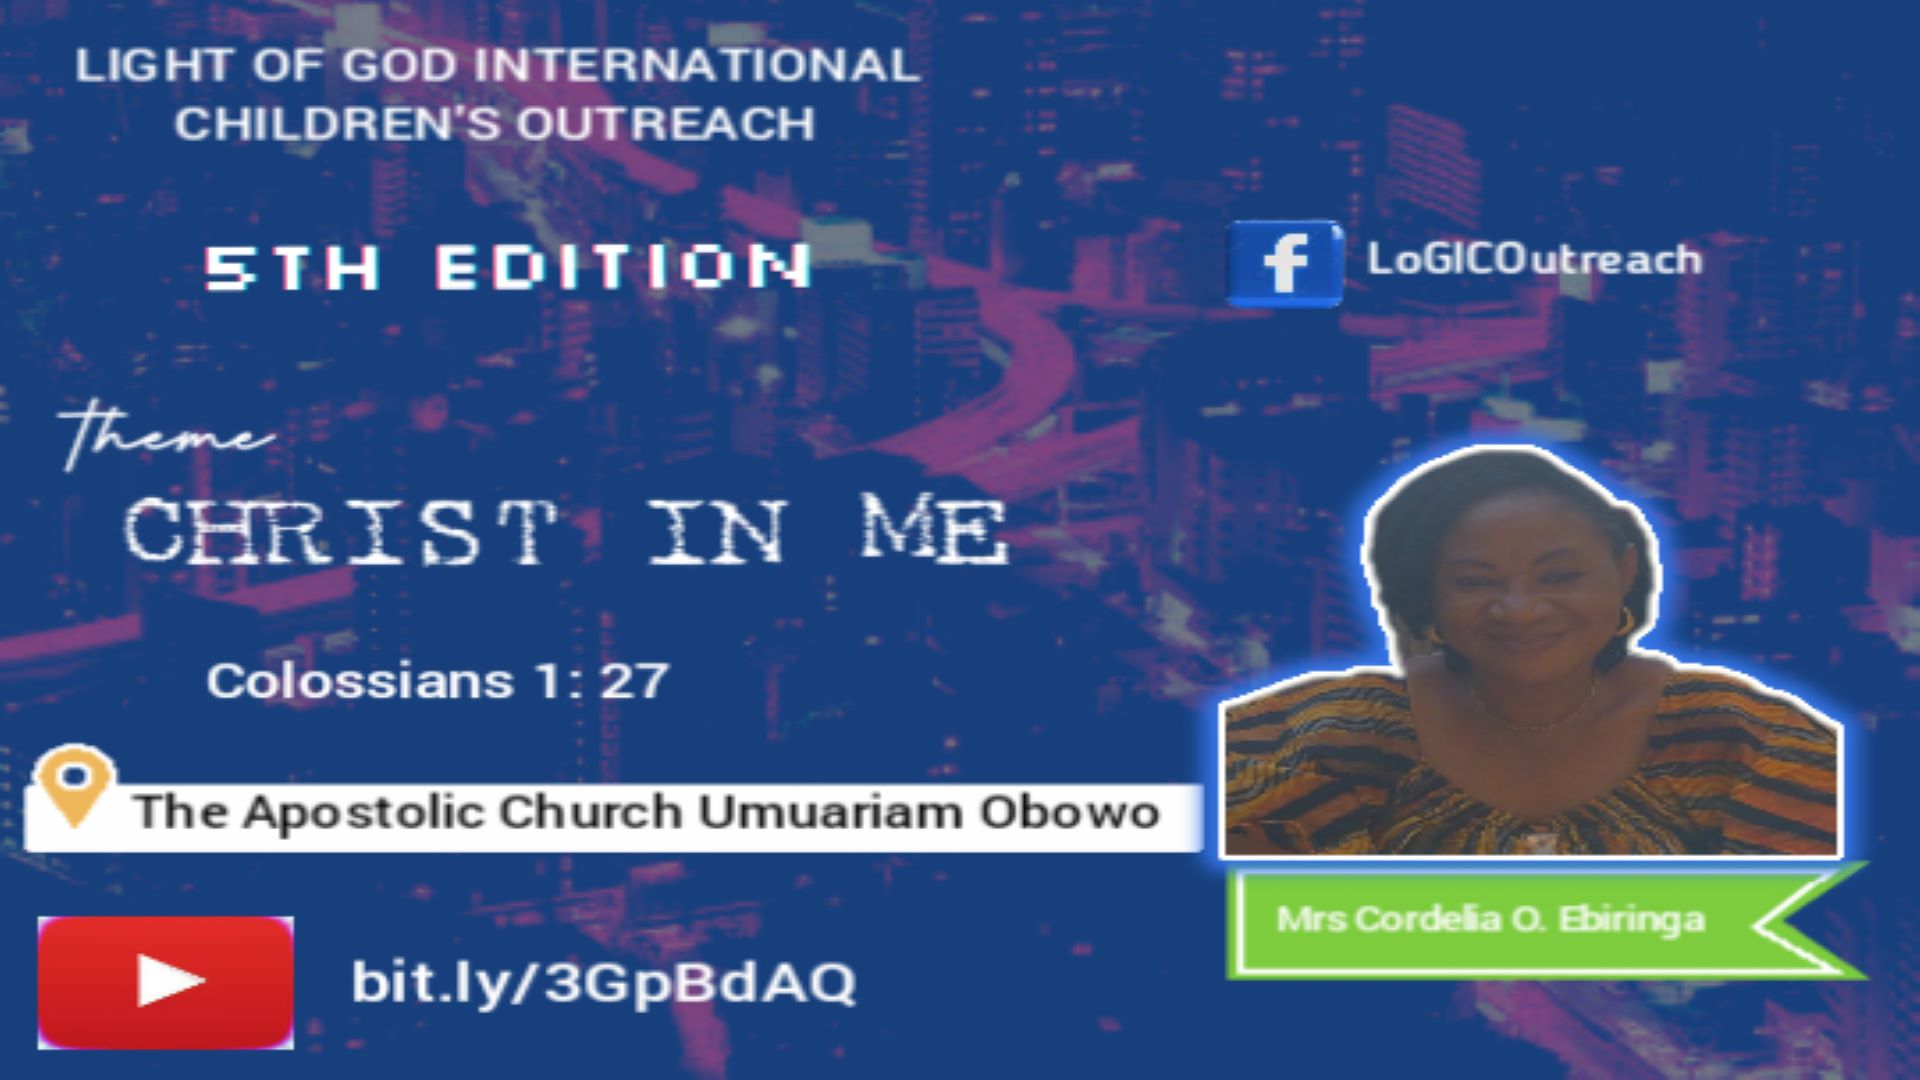 LIGHT OF GOD INTERNATIONAL
CHILDREN'S OUTREACH
5TH EDITION
f LoGICOutreach
theme
CHRIST IN ME
Colossians 1: 27
The Apostolic Church Umuariam Obowo
Mrs Cordelia O. Ebiringa
bit.ly/3GpBdAQ